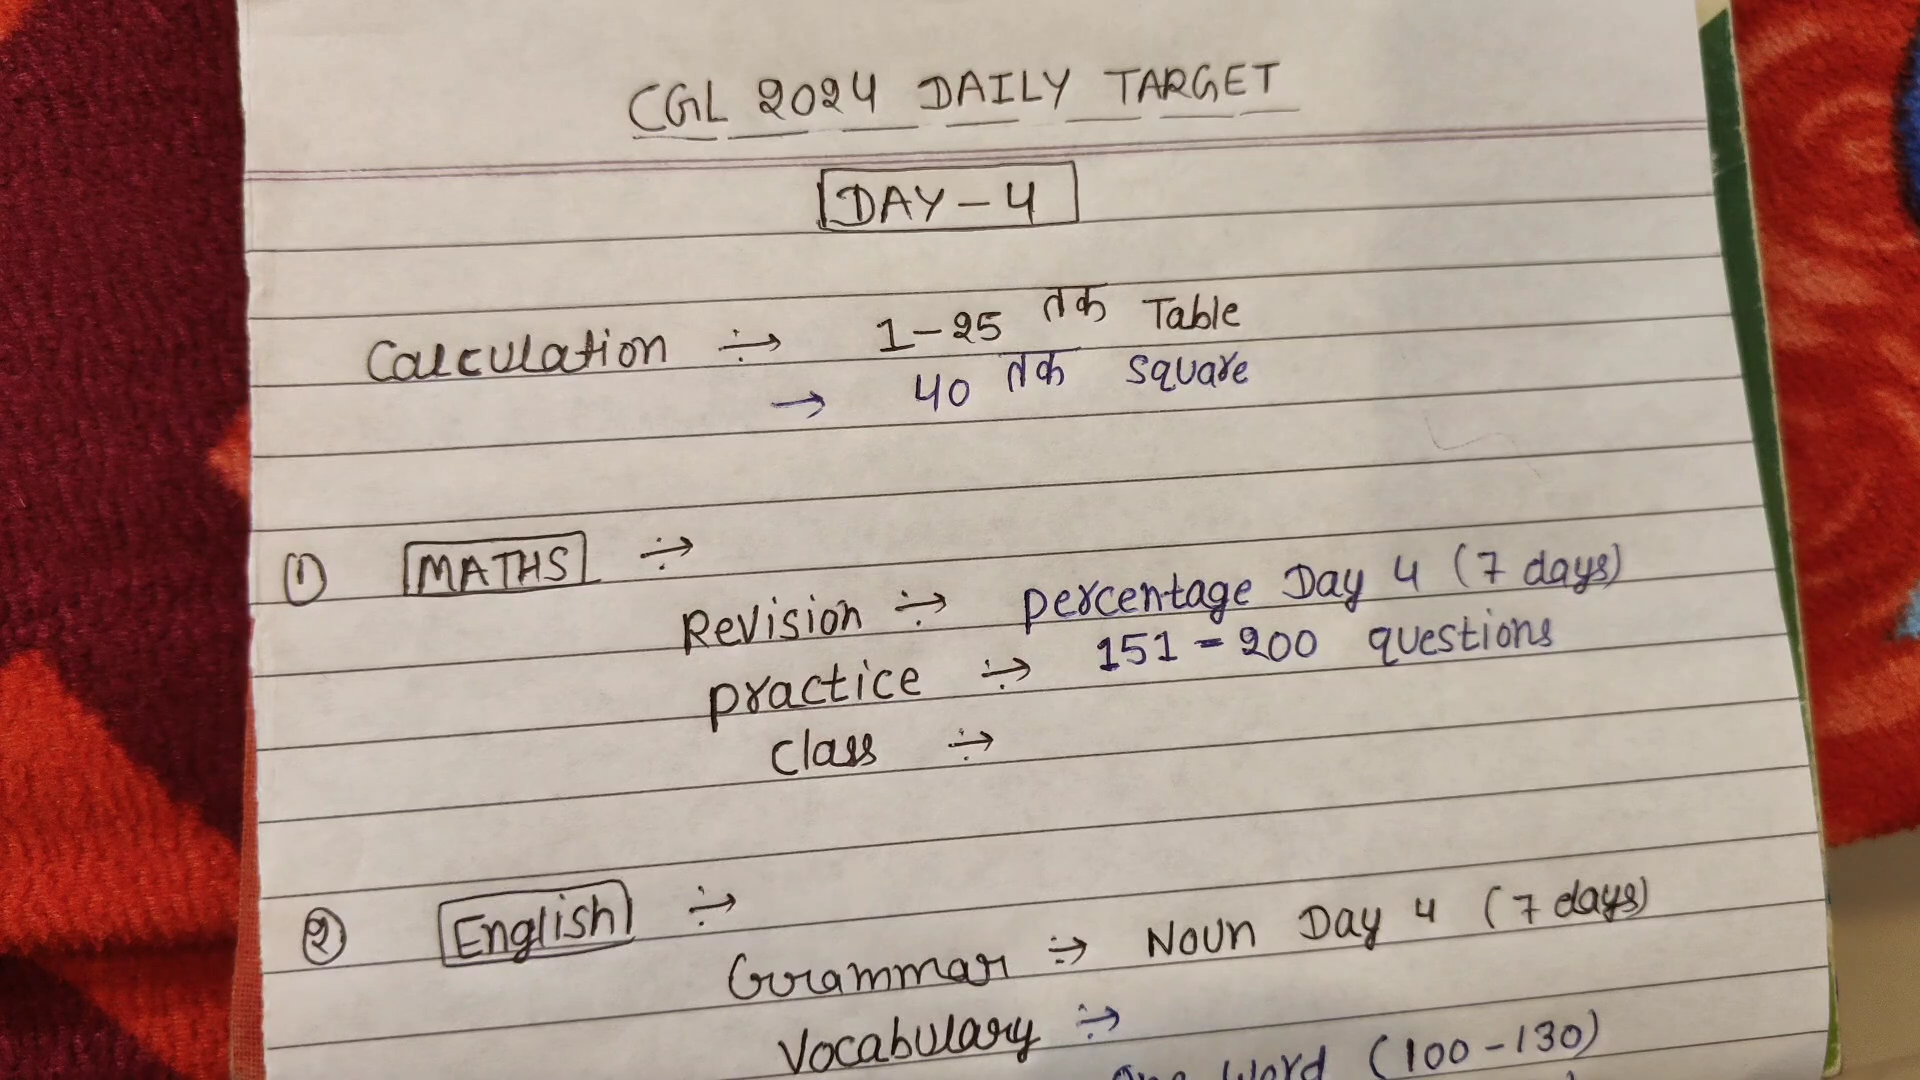 CGL 2024 DAILY TARGET
DAY - 4
Calculation ÷→ 1-25 तक Table
→ 40 तक square
① MATHS ÷→
Revision ÷→ percentage Day 4 (7 days)
practice ÷→ 151 - 200 questions
class ÷→
② English ÷→
Grammar ÷→ Noun Day 4 (7 days)
Vocabulary ÷→
One word (100-130)